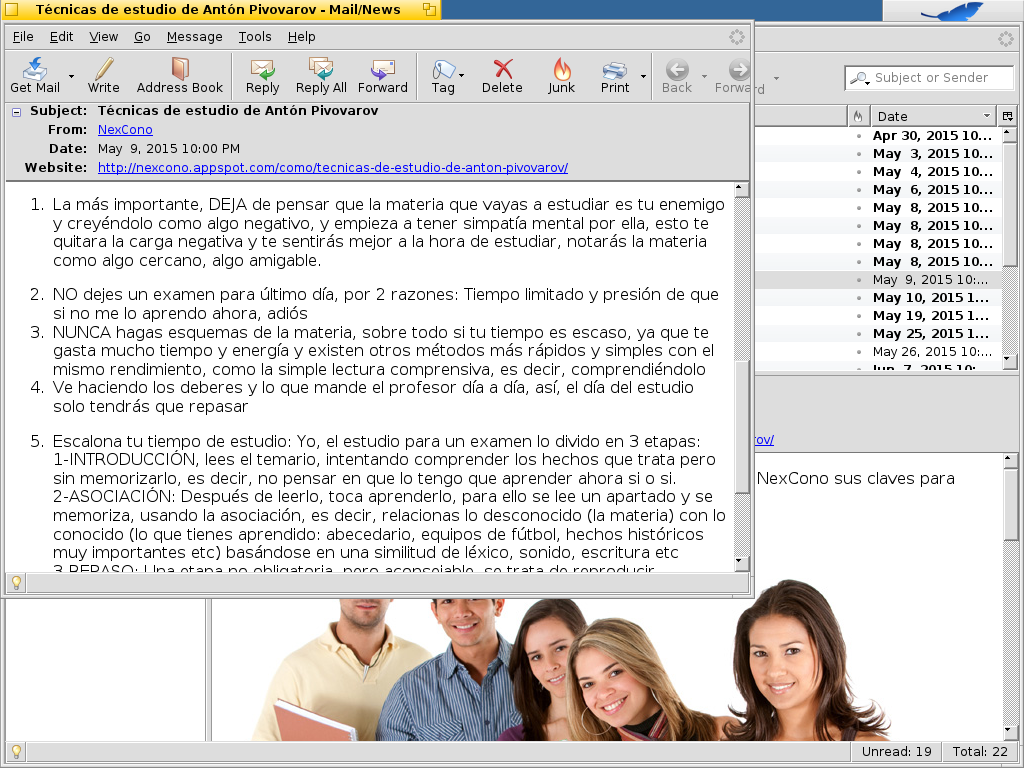 Técnicas de estudio de Antón Pivovarov - Mail/News
File Edit View Go Message Tools Help
Get Mail Write Address Book Reply Reply All Forward Tag Delete Junk Print Back Forward
Subject or Sender
Subject: Técnicas de estudio de Antón Pivovarov
From: NexCono
Date: May 9, 2015 10:00 PM
Website: http://nexcono.appspot.com/como/tecnicas-de-estudio-de-anton-pivovarov/
1. La más importante, DEJA de pensar que la materia que vayas a estudiar es tu enemigo
y creyéndolo como algo negativo, y empieza a tener simpatía mental por ella, esto te
quitara la carga negativa y te sentirás mejor a la hora de estudiar, notarás la materia
como algo cercano, algo amigable.
2. NO dejes un examen para último día, por 2 razones: Tiempo limitado y presión de que
si no me lo aprendo ahora, adiós
3. NUNCA hagas esquemas de la materia, sobre todo si tu tiempo es escaso, ya que te
gasta mucho tiempo y energía y existen otros métodos más rápidos y simples con el
mismo rendimiento, como la simple lectura comprensiva, es decir, comprendiéndolo
4. Ve haciendo los deberes y lo que mande el profesor día a día, así, el día del estudio
solo tendrás que repasar
5. Escalona tu tiempo de estudio: Yo, el estudio para un examen lo divido en 3 etapas:
1-INTRODUCCIÓN, lees el temario, intentando comprender los hechos que trata pero
sin memorizarlo, es decir, no pensar en que lo tengo que aprender ahora si o si.
2-ASOCIACIÓN: Después de leerlo, toca aprenderlo, para ello se lee un apartado y se
memoriza, usando la asociación, es decir, relacionas lo desconocido (la materia) con lo
conocido (lo que tienes aprendido: abecedario, equipos de fútbol, hechos históricos
muy importantes etc) basándose en una similitud de léxico, sonido, escritura etc
3-REPASO: Una etapa no obligatoria, pero aconsejable, se trata de reproducir
Date
Apr 30, 2015 10...
May 3, 2015 10...
May 4, 2015 10...
May 6, 2015 10...
May 8, 2015 10...
May 8, 2015 10...
May 8, 2015 10...
May 8, 2015 10...
May 9, 2015 10:...
May 10, 2015 1...
May 19, 2015 1...
May 25, 2015 1...
May 26, 2015 10:...
Jun 7, 2015 10:
rov/
NexCono sus claves para
Unread: 19 Total: 22